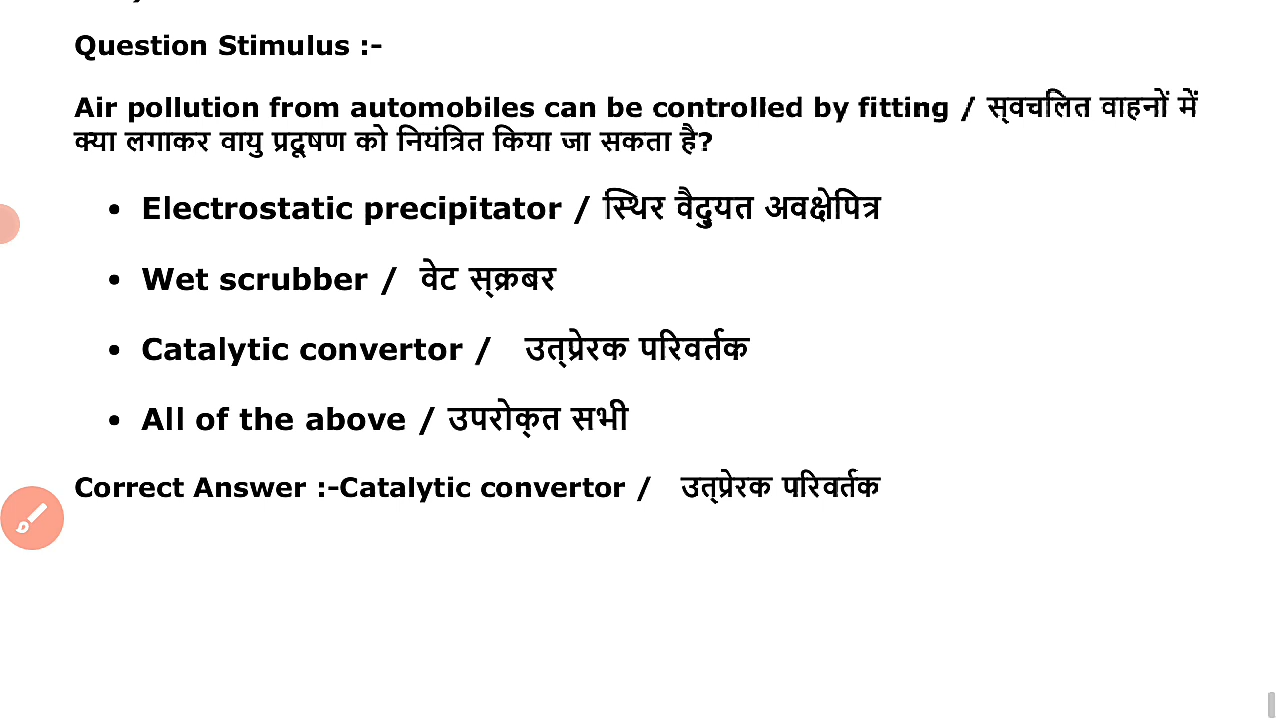 Question Stimulus :-
Air pollution from automobiles can be controlled by fitting / स्वचलित वाहनों में
क्या लगाकर वायु प्रदूषण को नियंत्रित किया जा सकता है?
• Electrostatic precipitator / स्थिर वैद्युत अवक्षेपित्र
• Wet scrubber / वेट स्क्रबर
• Catalytic convertor / उत्प्रेरक परिवर्तक
• All of the above / उपरोक्त सभी
Correct Answer :-Catalytic convertor / उत्प्रेरक परिवर्तक